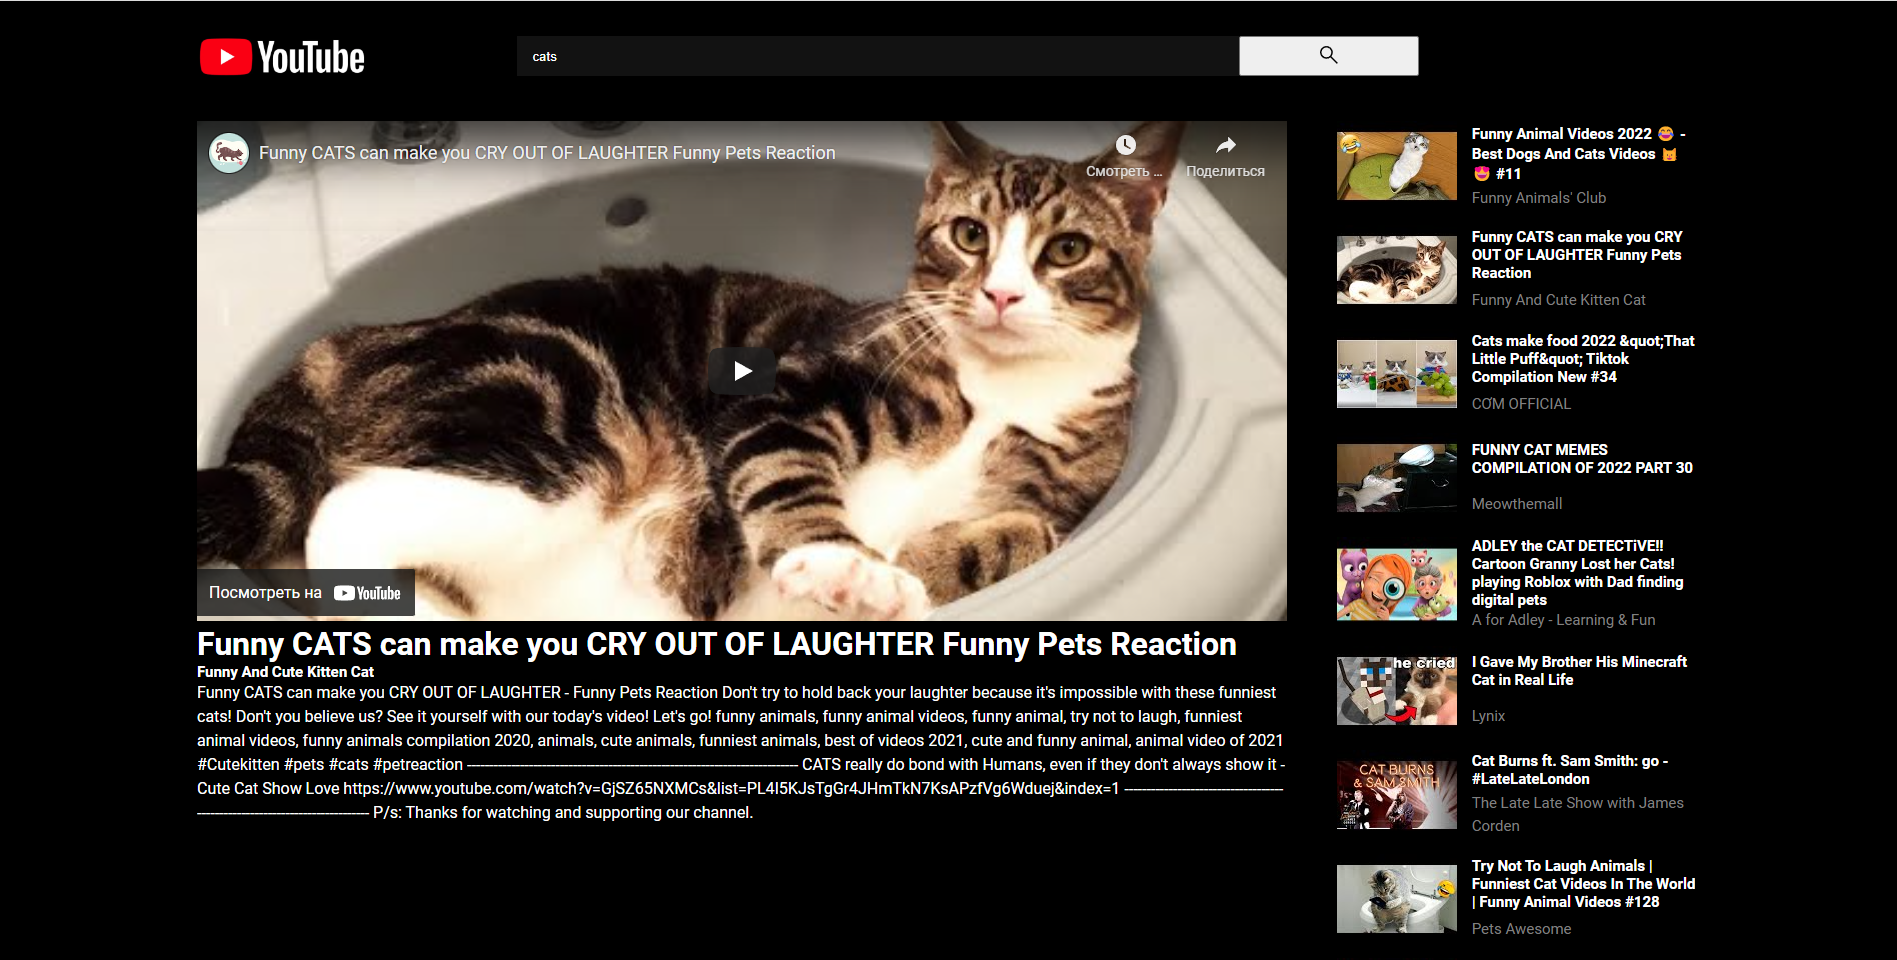 YouTube
cats
Funny CATS can make you CRY OUT OF LAUGHTER Funny Pets Reaction
Смотреть ...
Поделиться
Посмотреть на YouTube
Funny CATS can make you CRY OUT OF LAUGHTER Funny Pets Reaction
Funny And Cute Kitten Cat
Funny CATS can make you CRY OUT OF LAUGHTER - Funny Pets Reaction Don't try to hold back your laughter because it's impossible with these funniest
cats! Don't you believe us? See it yourself with our today's video! Let's go! funny animals, funny animal videos, funny animal, try not to laugh, funniest
animal videos, funny animals compilation 2020, animals, cute animals, funniest animals, best of videos 2021, cute and funny animal, animal video of 2021
#Cutekitten #pets #cats #petreaction ---------------------------------------------------------------------- CATS really do bond with Humans, even if they don't always show it -
Cute Cat Show Love https://www.youtube.com/watch?v=GjSZ65NXMCs&list=PL4I5KJsTgGr4JHmTkN7KsAPzfVg6Wduej&index=1 ----------------------------------
------------------------------------ P/s: Thanks for watching and supporting our channel.
Funny Animal Videos 2022 😂 -
Best Dogs And Cats Videos 😹
😍 #11
Funny Animals' Club
Funny CATS can make you CRY
OUT OF LAUGHTER Funny Pets
Reaction
Funny And Cute Kitten Cat
Cats make food 2022 &quot;That
Little Puff&quot; Tiktok
Compilation New #34
CƠM OFFICIAL
FUNNY CAT MEMES
COMPILATION OF 2022 PART 30
Meowthemall
ADLEY the CAT DETECTiVE!!
Cartoon Granny Lost her Cats!
playing Roblox with Dad finding
digital pets
A for Adley - Learning & Fun
he cried
I Gave My Brother His Minecraft
Cat in Real Life
Lynix
CAT BURNS
& SAM SMITH
Cat Burns ft. Sam Smith: go -
#LateLateLondon
The Late Late Show with James
Corden
Try Not To Laugh Animals |
Funniest Cat Videos In The World
| Funny Animal Videos #128
Pets Awesome